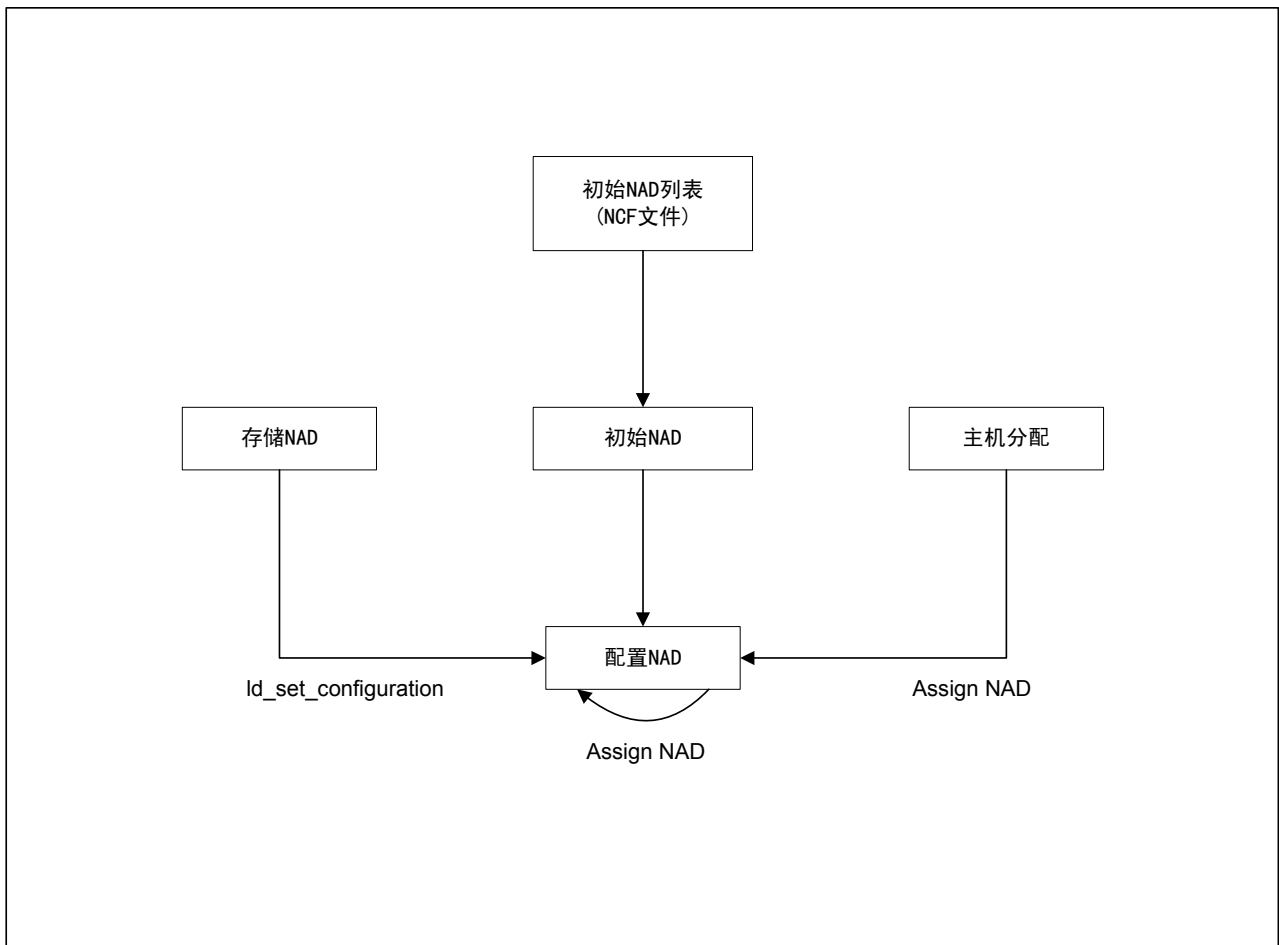 初始NAD列表
(NCF文件)
存储NAD
初始NAD
主机分配
配置NAD
ld_set_configuration
Assign NAD
Assign NAD